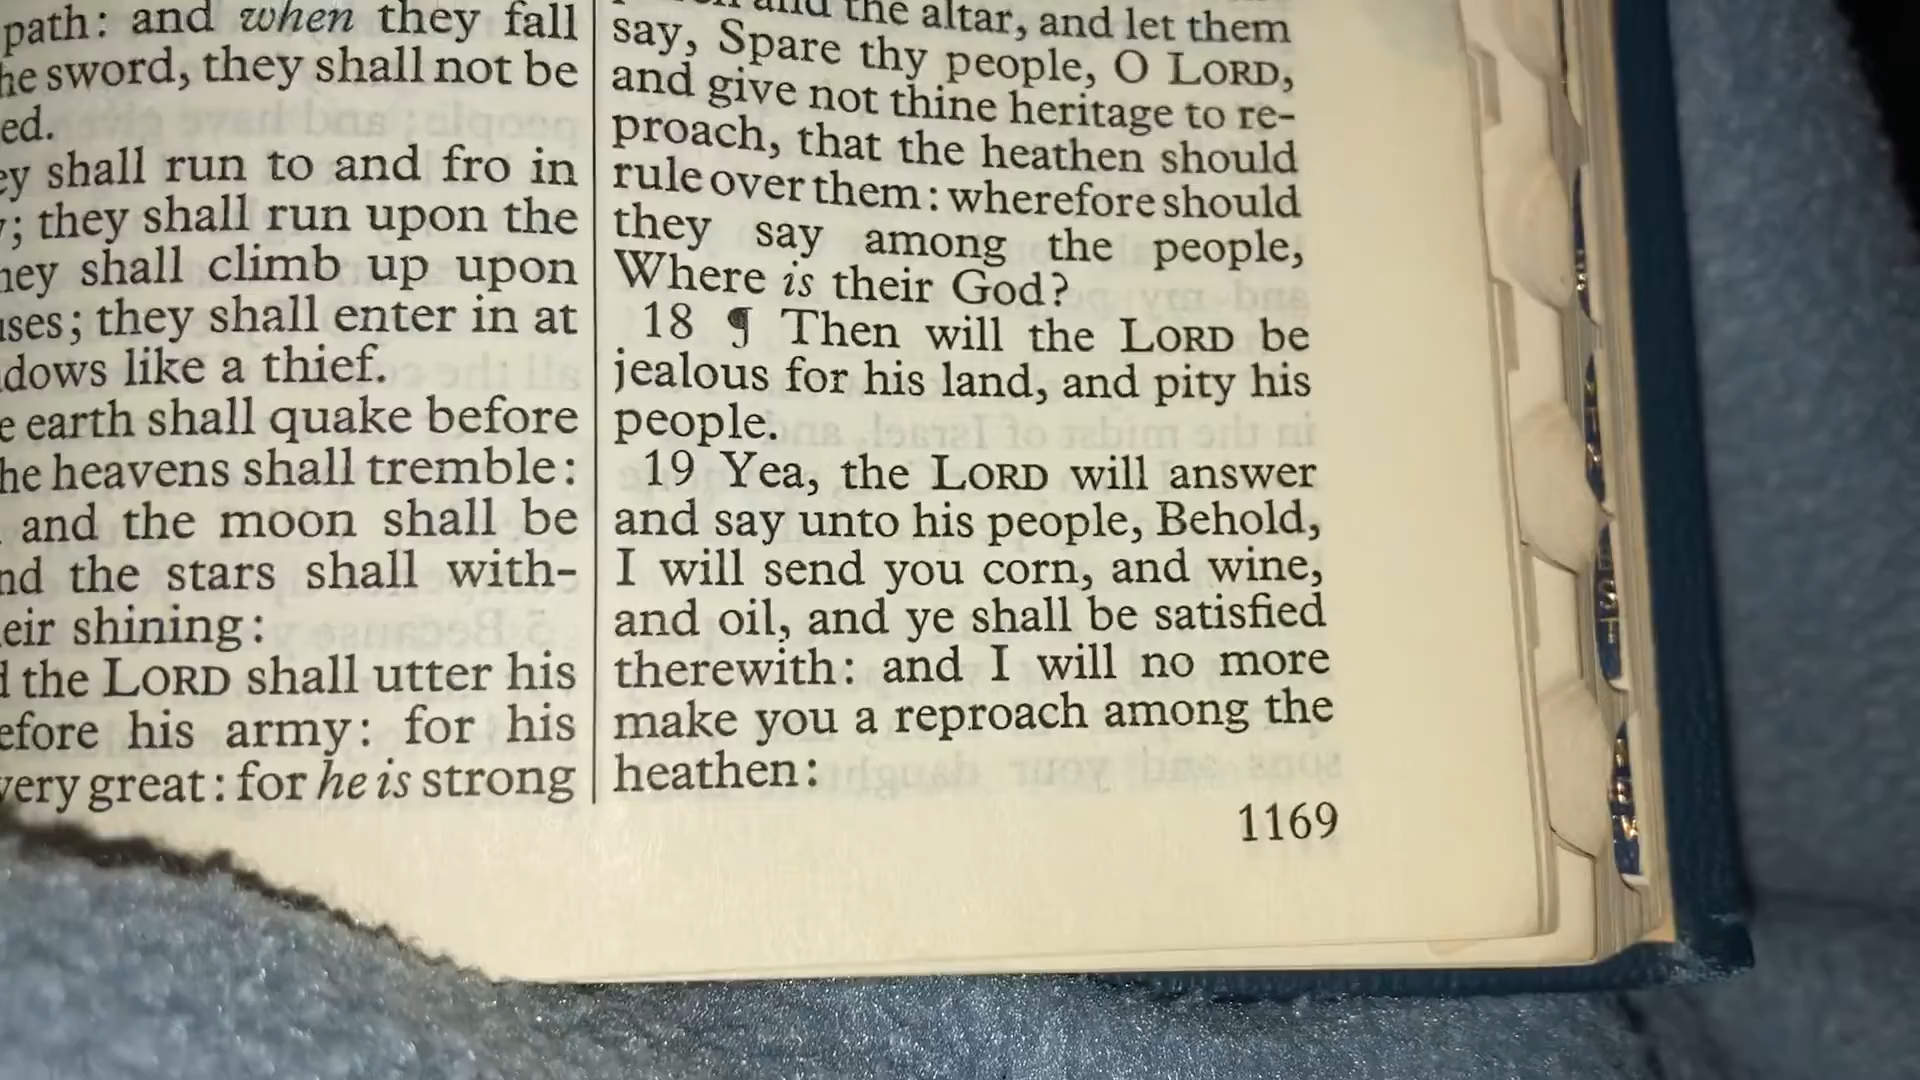 path: and when they fall
sword, they shall not be
ed.
shall run to and fro in
; they shall run upon the
shall climb up upon
; they shall enter in at
dows like a thief.
earth shall quake before
heavens shall tremble:
and the moon shall be
the stars shall with-
eir shining:
the LORD shall utter his
efore his army: for his
very great: for he is strong
and the altar, and let them
say, Spare thy people, O LORD,
and give not thine heritage to re-
proach, that the heathen should
rule over them: wherefore should
they say among the people,
Where is their God?
18 ¶ Then will the LORD be
jealous for his land, and pity his
people.
19 Yea, the LORD will answer
and say unto his people, Behold,
I will send you corn, and wine,
and oil, and ye shall be satisfied
therewith: and I will no more
make you a reproach among the
heathen:
1169